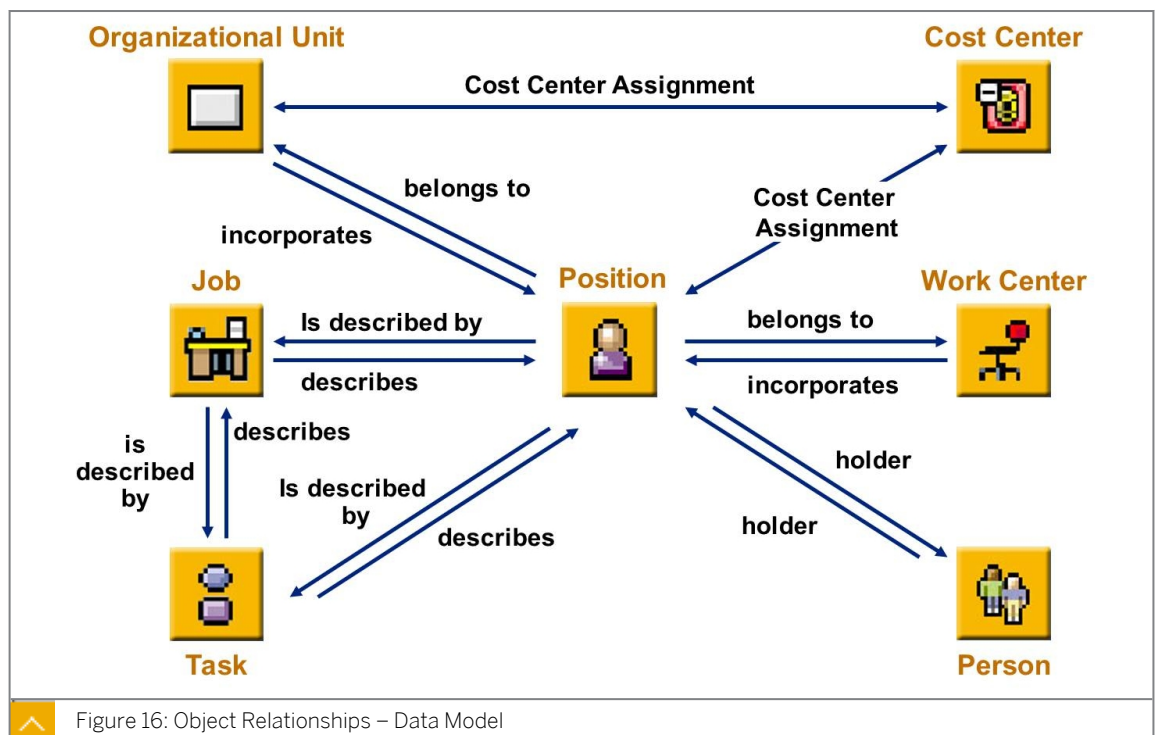 Organizational Unit
Cost Center
Cost Center Assignment
belongs to
incorporates
Cost Center
Assignment
Job
Position
Work Center
Is described by
describes
belongs to
incorporates
is
described
by
describes
Is described
by
describes
holder
holder
Task
Person
Figure 16: Object Relationships – Data Model